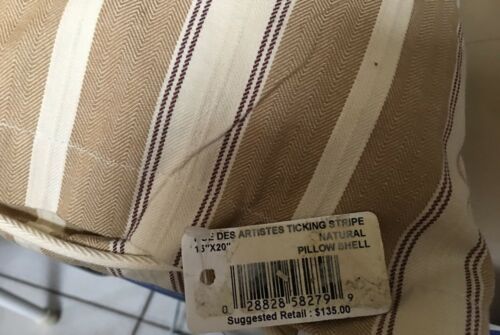 DES ARTISTES TICKING STRIPE
NATURAL
PILLOW SHELL
0 28828 58279 9
Suggested Retail : $135.00